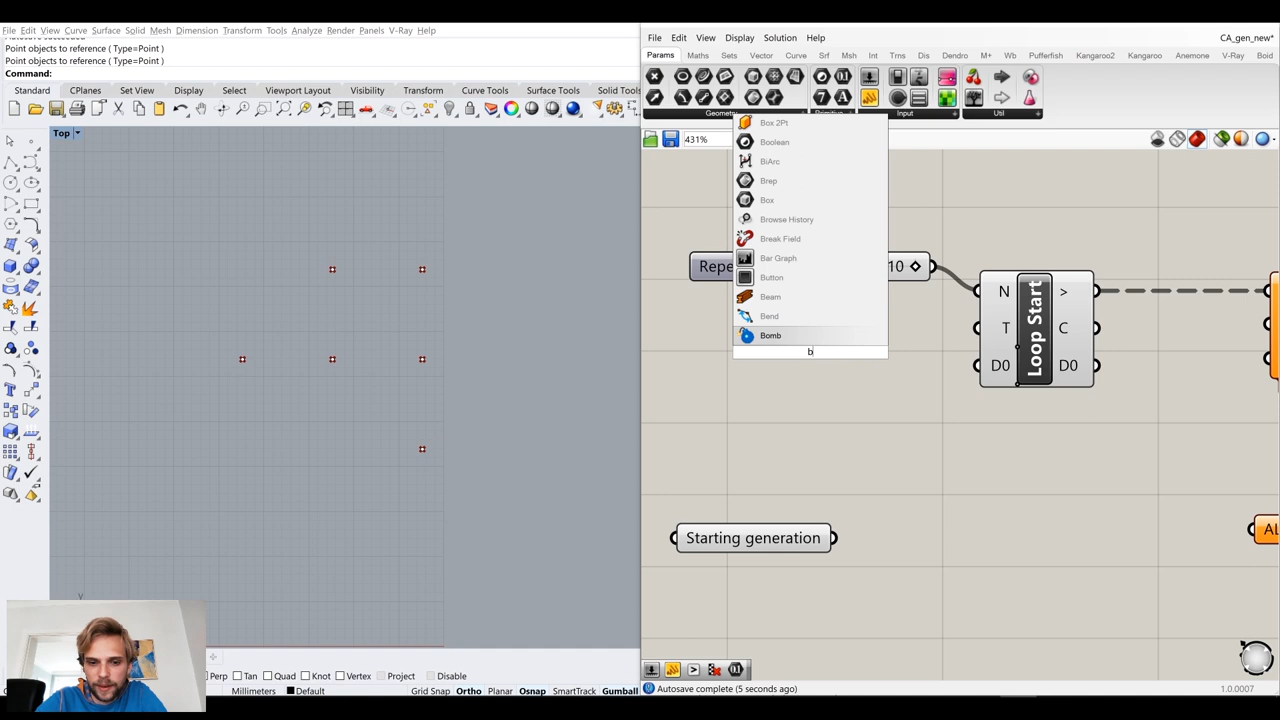 File Edit View Curve Surface Solid Mesh Dimension Transform Tools Analyze Render Panels V-Ray Help
Point objects to reference ( Type=Point )
Point objects to reference ( Type=Point )
Command:
Standard CPlanes Set View Display Select Viewport Layout Visibility Transform Curve Tools Surface Tools Solid Tools
Top
y
Perp Tan Quad Knot Vertex Project Disable
Millimeters Default Grid Snap Ortho Planar Osnap SmartTrack Gumball
File Edit View Display Solution Help
CA_gen_new*
Params Maths Sets Vector Curve Srf Msh Int Trns Dis Dendro M+ Wb Pufferfish Kangaroo2 Kangaroo Anemone V-Ray Boid
Input Util
431%
Box 2Pt
Boolean
BiArc
Brep
Box
Browse History
Break Field
Bar Graph
Button
Beam
Bend
Bomb
b
Repe
10
N
T
D0
Loop Start
>
C
D0
Starting generation
Autosave complete (5 seconds ago)
1.0.0007